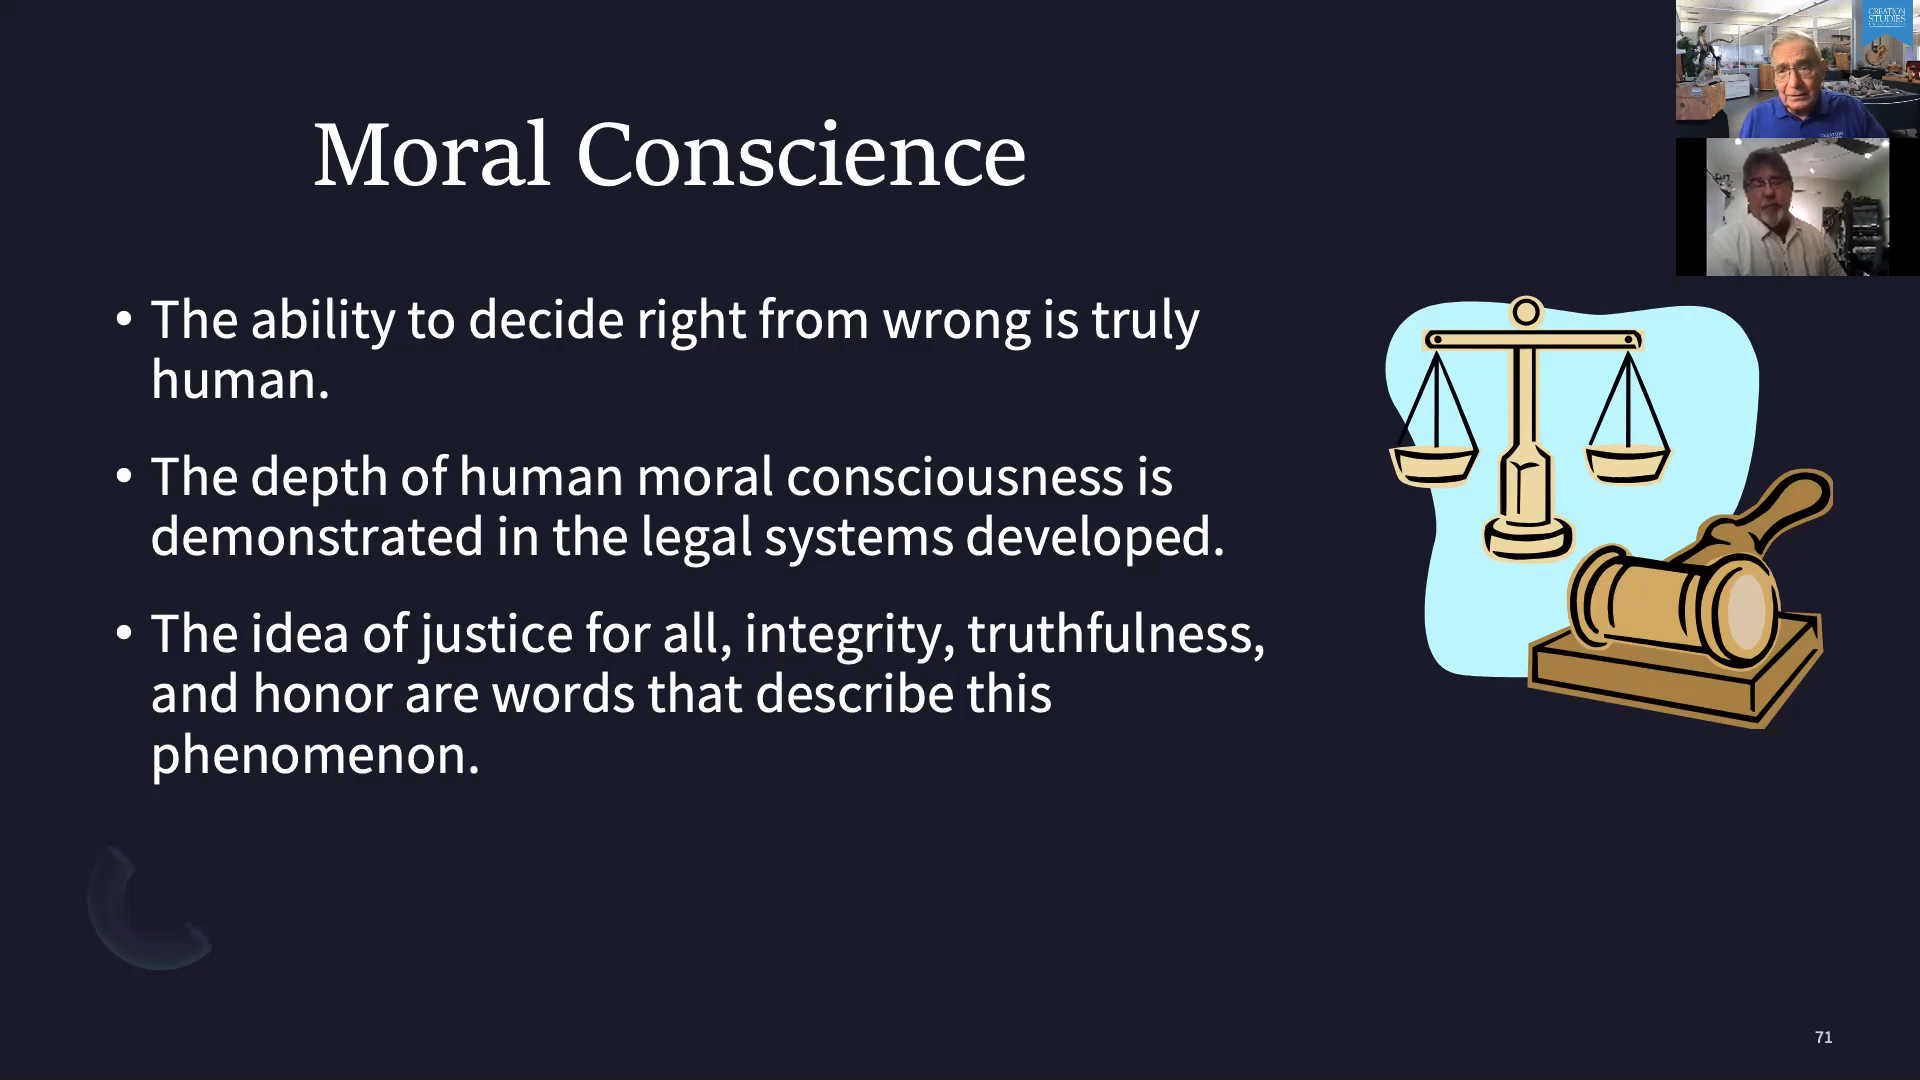 CREATION
STUDIES
Moral Conscience
• The ability to decide right from wrong is truly
human.
• The depth of human moral consciousness is
demonstrated in the legal systems developed.
• The idea of justice for all, integrity, truthfulness,
and honor are words that describe this
phenomenon.
71